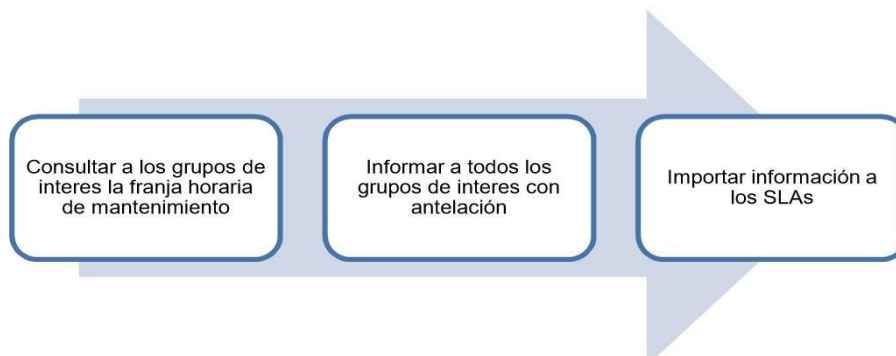 Consultar a los grupos de
interes la franja horaria
de mantenimiento
Informar a todos los
grupos de interes con
antelación
Importar información a
los SLAs